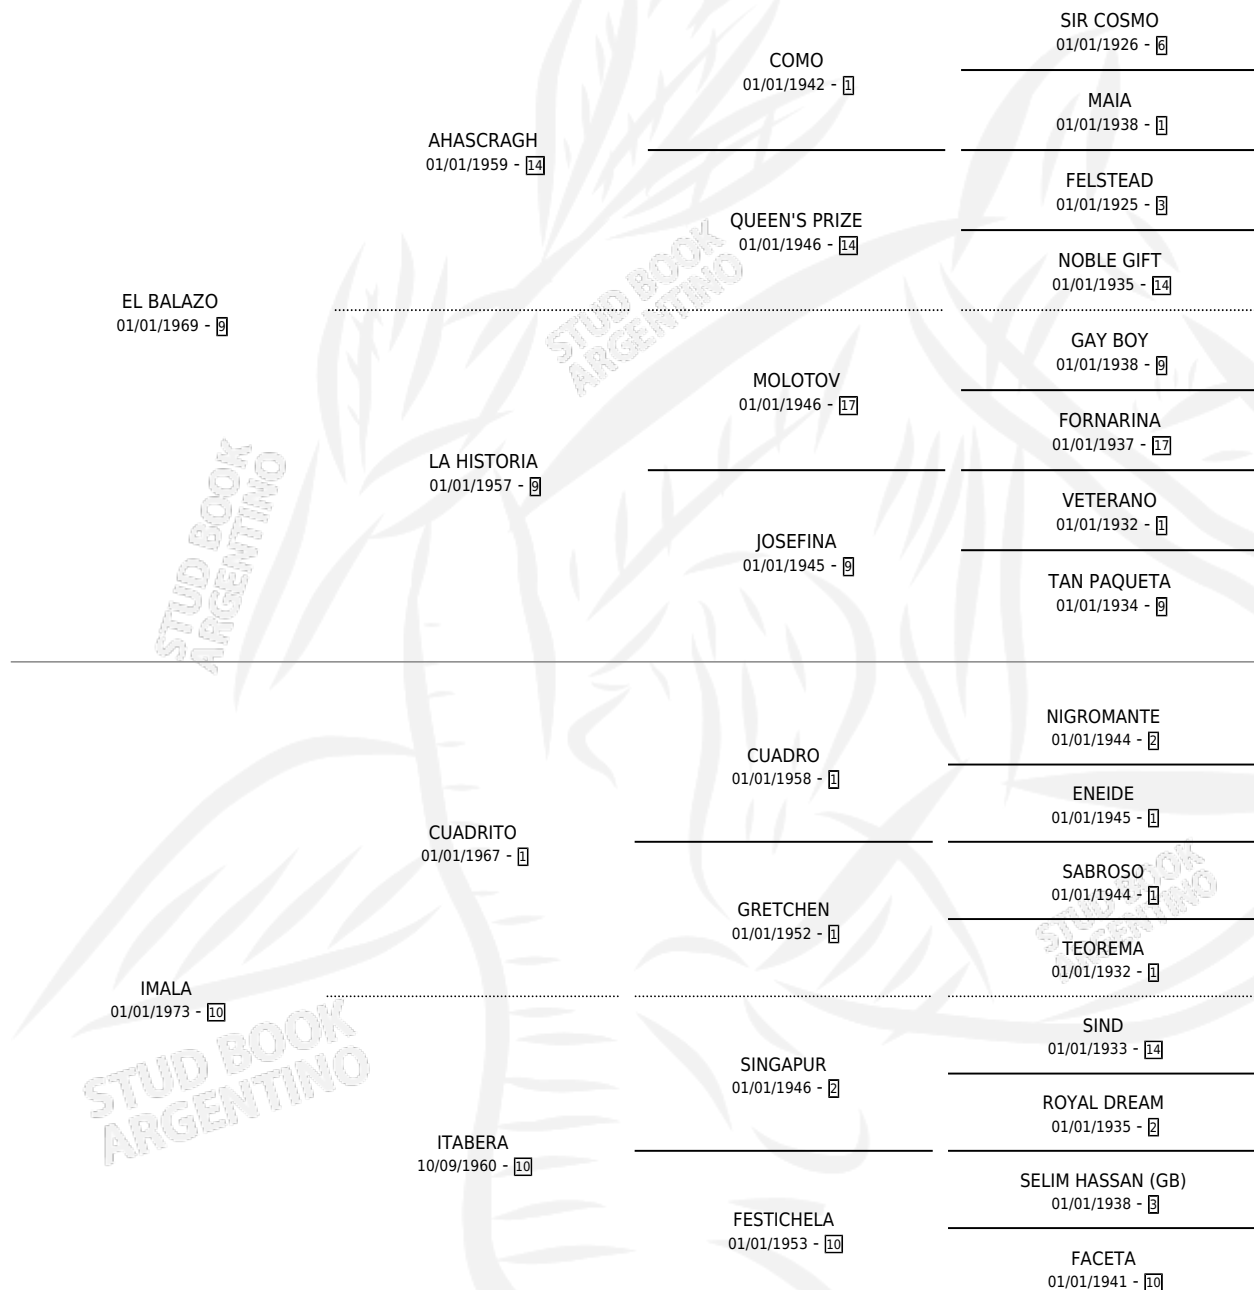 SIR COSMO
01/01/1926 - 6
COMO
01/01/1942 - 1
MAIA
01/01/1938 - 1
AHASCRAGH
01/01/1959 - 14
FELSTEAD
01/01/1925 - 3
QUEEN'S PRIZE
01/01/1946 - 14
NOBLE GIFT
01/01/1935 - 14
EL BALAZO
01/01/1969 - 9
GAY BOY
01/01/1938 - 9
MOLOTOV
01/01/1946 - 17
FORNARINA
01/01/1937 - 17
LA HISTORIA
01/01/1957 - 9
VETERANO
01/01/1932 - 1
JOSEFINA
01/01/1945 - 9
TAN PAQUETA
01/01/1934 - 9
NIGROMANTE
01/01/1944 - 2
CUADRO
01/01/1958 - 1
ENEIDE
01/01/1945 - 1
CUADRITO
01/01/1967 - 1
SABROSO
01/01/1944 - 1
GRETCHEN
01/01/1952 - 1
TEOREMA
01/01/1932 - 1
IMALA
01/01/1973 - 10
SIND
01/01/1933 - 14
SINGAPUR
01/01/1946 - 2
ROYAL DREAM
01/01/1935 - 2
ITABERA
10/09/1960 - 10
SELIM HASSAN (GB)
01/01/1938 - 3
FESTICHELA
01/01/1953 - 10
FACETA
01/01/1941 - 10
STUD BOOK
ARGENTINO
STUD BOOK
ARGENTINO
STUD BOOK
ARGENTINO
STUD BOOK
ARGENTINO